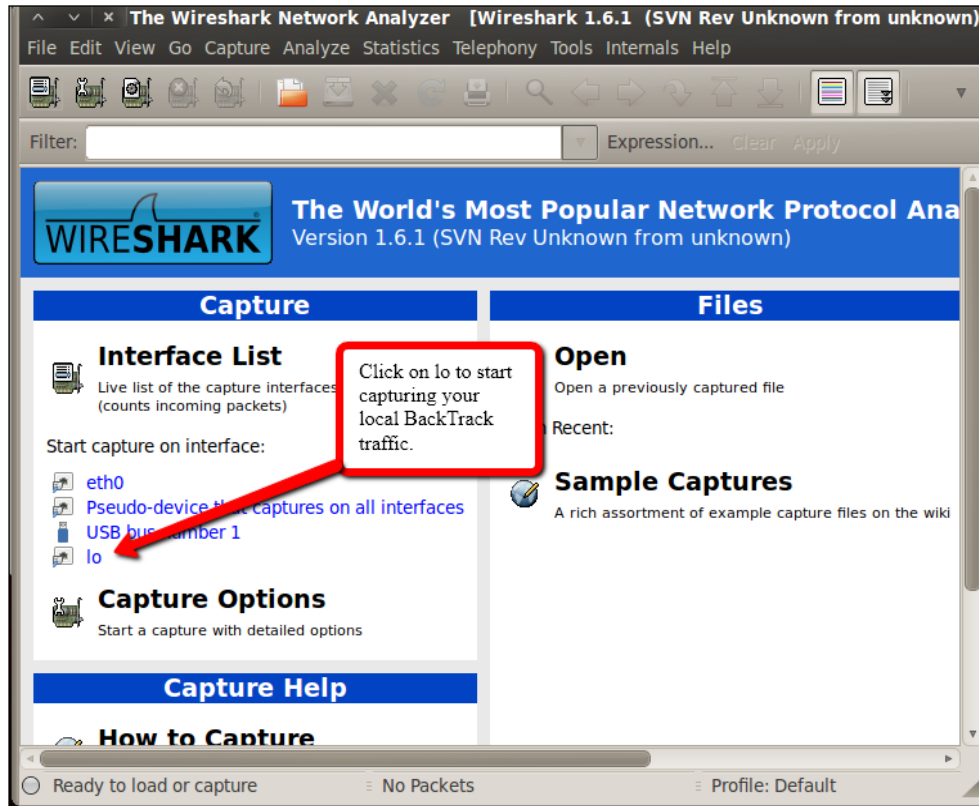 The Wireshark Network Analyzer [Wireshark 1.6.1 (SVN Rev Unknown from unknown)
File Edit View Go Capture Analyze Statistics Telephony Tools Internals Help
Filter:
Expression... Clear Apply
WIRESHARK
The World's Most Popular Network Protocol Ana
Version 1.6.1 (SVN Rev Unknown from unknown)
Capture
Interface List
Live list of the capture interfaces
(counts incoming packets)
Start capture on interface:
eth0
Pseudo-device that captures on all interfaces
USB bus number 1
lo
Click on lo to start
capturing your
local BackTrack
traffic.
Capture Options
Start a capture with detailed options
Capture Help
How to Capture
Files
Open
Open a previously captured file
Recent:
Sample Captures
A rich assortment of example capture files on the wiki
Ready to load or capture
No Packets
Profile: Default